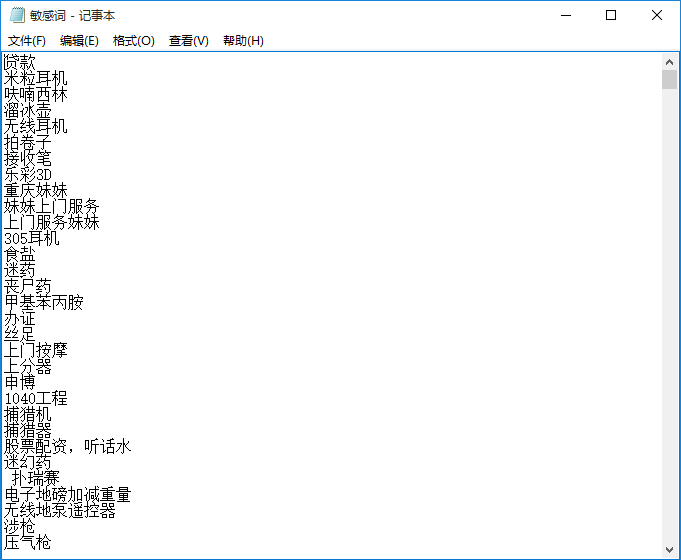 敏感词 - 记事本
文件(F) 编辑(E) 格式(O) 查看(V) 帮助(H)
贷款
米粒耳机
呋喃西林
溜冰壶
无线耳机
拍卷子
接收笔
乐彩3D
重庆妹妹
妹妹上门服务
上门服务妹妹
305耳机
食盐
迷药
丧尸药
甲基苯丙胺
办证
丝足
上门按摩
上分器
申博
1040工程
捕猎机
捕猎器
股票配资，听话水
迷幻药
 扑瑞赛
电子地磅加减重量
无线地泵遥控器
涉枪
压气枪